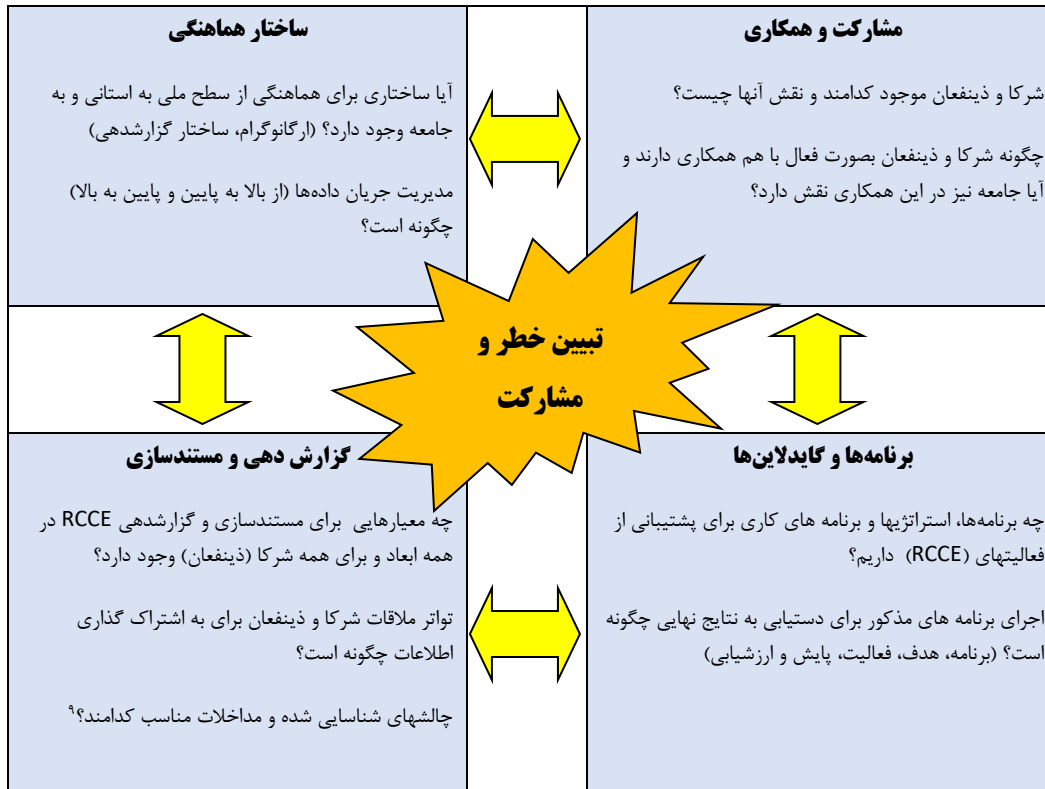 مشارکت و همکاری
شرکا و ذینفعان موجود کدامند و نقش آنها چیست؟
چگونه شرکا و ذینفعان بصورت فعال با هم همکاری دارند و
آیا جامعه نیز در این همکاری نقش دارد؟
ساختار هماهنگی
آیا ساختاری برای هماهنگی از سطح ملی به استانی و به
جامعه وجود دارد؟ (ارگانوگرام، ساختار گزارشدهی)
مدیریت جریان داده‌ها (از بالا به پایین و پایین به بالا)
چگونه است؟
تبیین خطر و
مشارکت
برنامه‌ها و گایدلاین‌ها
چه برنامه‌ها، استراتژیها و برنامه های کاری برای پشتیبانی از
فعالیتهای (RCCE) داریم؟
اجرای برنامه های مذکور برای دستیابی به نتایج نهایی چگونه
است؟ (برنامه، هدف، فعالیت، پایش و ارزشیابی)
گزارش دهی و مستندسازی
چه معیارهایی برای مستندسازی و گزارشدهی RCCE در
همه ابعاد و برای همه شرکا (ذینفعان) وجود دارد؟
تواتر ملاقات شرکا و ذینفعان برای به اشتراک گذاری
اطلاعات چگونه است؟
چالشهای شناسایی شده و مداخلات مناسب کدامند؟۹